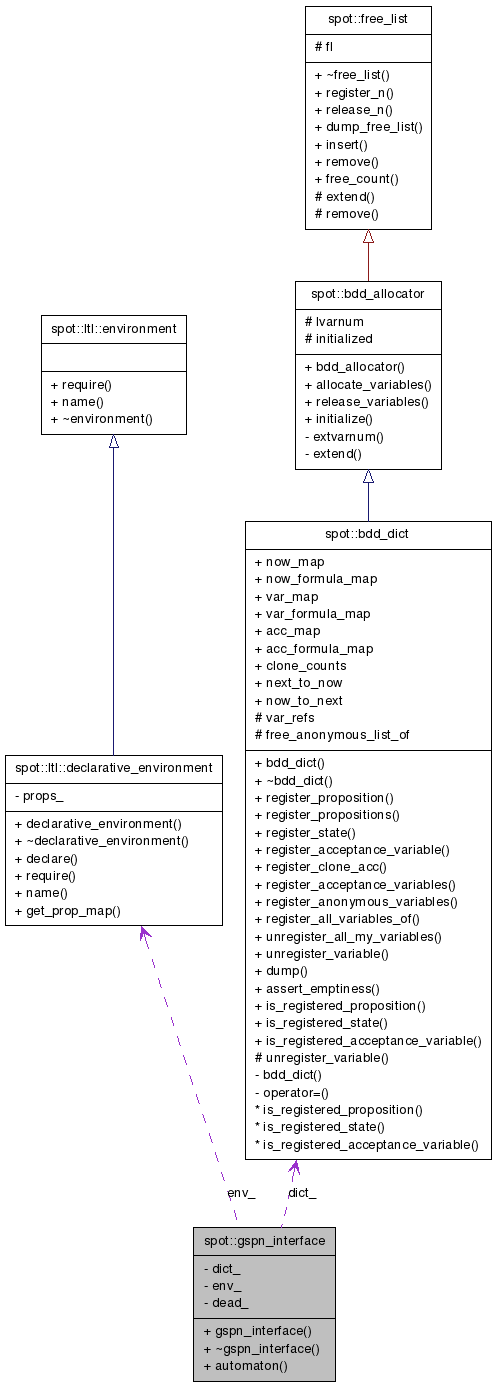 spot::free_list
# fl
+ ~free_list()
+ register_n()
+ release_n()
+ dump_free_list()
+ insert()
+ remove()
+ free_count()
# extend()
# remove()
spot::bdd_allocator
# lvarnum
# initialized
+ bdd_allocator()
+ allocate_variables()
+ release_variables()
+ initialize()
- extvarnum()
- extend()
spot::ltl::environment
+ require()
+ name()
+ ~environment()
spot::bdd_dict
+ now_map
+ now_formula_map
+ var_map
+ var_formula_map
+ acc_map
+ acc_formula_map
+ clone_counts
+ next_to_now
+ now_to_next
# var_refs
# free_anonymous_list_of
+ bdd_dict()
+ ~bdd_dict()
+ register_proposition()
+ register_propositions()
+ register_state()
+ register_acceptance_variable()
+ register_clone_acc()
+ register_acceptance_variables()
+ register_anonymous_variables()
+ register_all_variables_of()
+ unregister_all_my_variables()
+ unregister_variable()
+ dump()
+ assert_emptiness()
+ is_registered_proposition()
+ is_registered_state()
+ is_registered_acceptance_variable()
# unregister_variable()
- bdd_dict()
- operator=()
* is_registered_proposition()
* is_registered_state()
* is_registered_acceptance_variable()
spot::ltl::declarative_environment
- props_
+ declarative_environment()
+ ~declarative_environment()
+ declare()
+ require()
+ name()
+ get_prop_map()
env_
dict_
spot::gspn_interface
- dict_
- env_
- dead_
+ gspn_interface()
+ ~gspn_interface()
+ automaton()